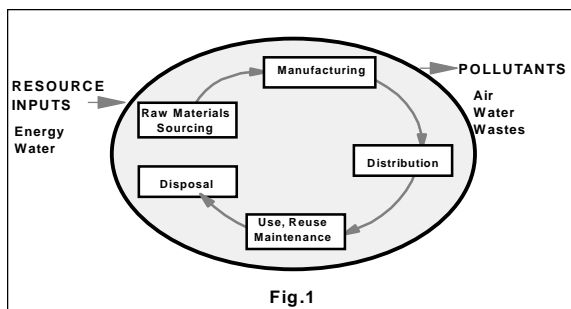 RESOURCE
INPUTS
Energy
Water
Raw Materials
Sourcing
Manufacturing
POLLUTANTS
Air
Water
Wastes
Distribution
Use, Reuse
Maintenance
Disposal
Fig.1